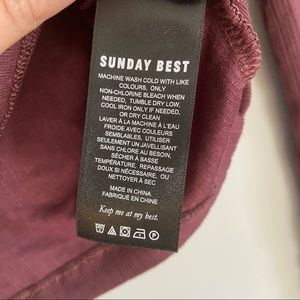 SUNDAY BEST
MACHINE WASH COLD WITH LIKE
COLOURS, ONLY
NON-CHLORINE BLEACH WHEN
NEEDED, TUMBLE DRY LOW,
COOL IRON ONLY IF NEEDED,
OR DRY CLEAN
LAVER À LA MACHINE À L'EAU
FROIDE AVEC COULEURS
SEMBLABLES, UTILISER
SEULEMENT UN JAVELLISANT
SANS CHLORE AU BESOIN,
SÉCHER À BASSE
TEMPÉRATURE, REPASSAGE
DOUX SI NÉCESSAIRE, OU
NETTOYER À SEC
MADE IN CHINA
FABRIQUÉ EN CHINE
Keep me at my best.